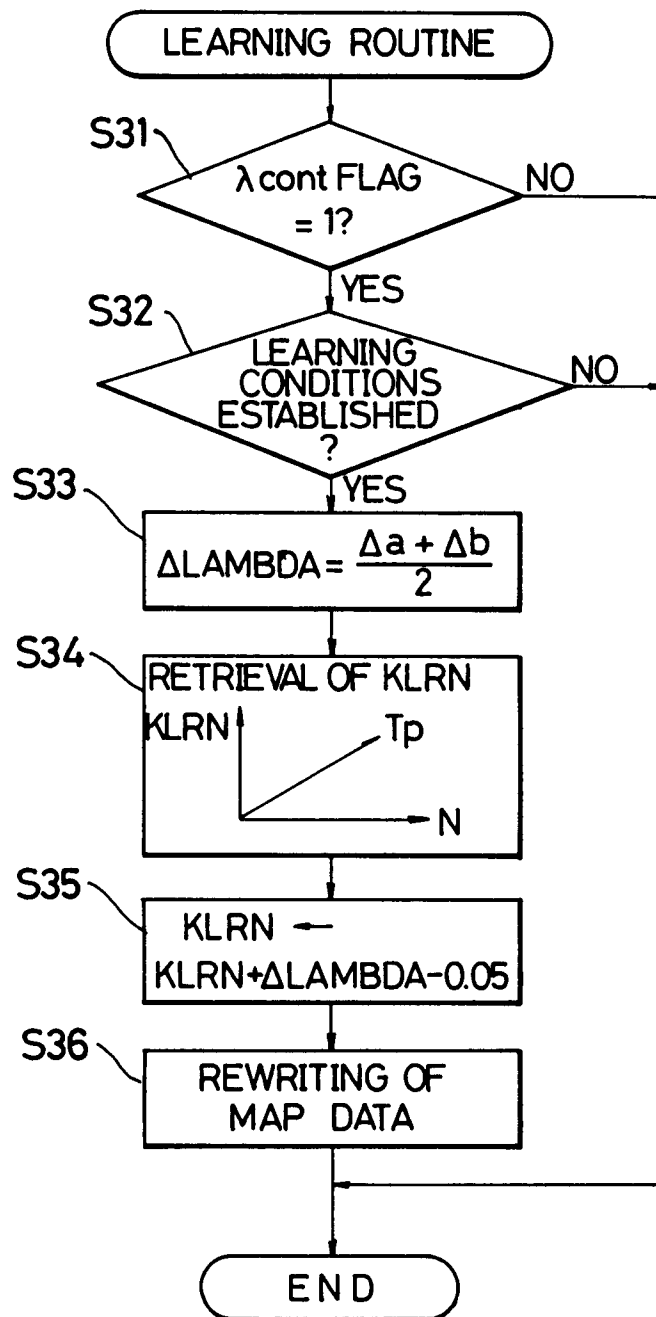 LEARNING ROUTINE
S31
λ cont FLAG
= 1?
NO
YES
S32
LEARNING
CONDITIONS
ESTABLISHED
?
NO
YES
S33
ΔLAMBDA = Δa + Δb
2
S34
RETRIEVAL OF KLRN
KLRN
Tp
N
S35
KLRN ←
KLRN+ΔLAMBDA-0.05
S36
REWRITING OF
MAP DATA
END